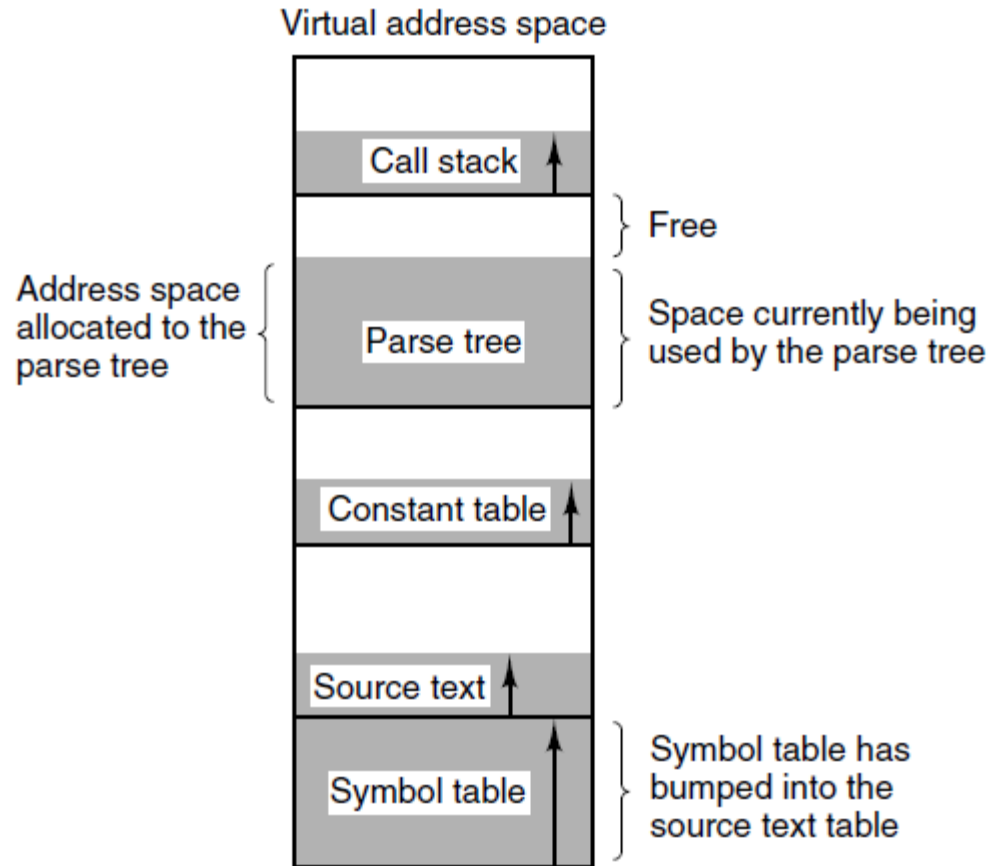 Virtual address space
Call stack
Free
Address space
allocated to the
parse tree
Parse tree
Space currently being
used by the parse tree
Constant table
Source text
Symbol table
Symbol table has
bumped into the
source text table